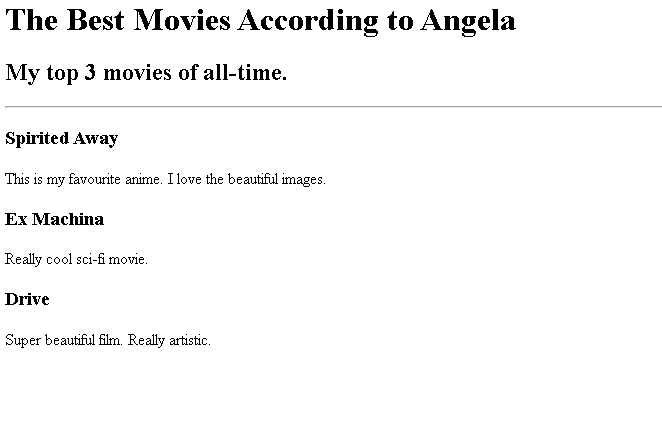 The Best Movies According to Angela
My top 3 movies of all-time.
Spirited Away
This is my favourite anime. I love the beautiful images.
Ex Machina
Really cool sci-fi movie.
Drive
Super beautiful film. Really artistic.